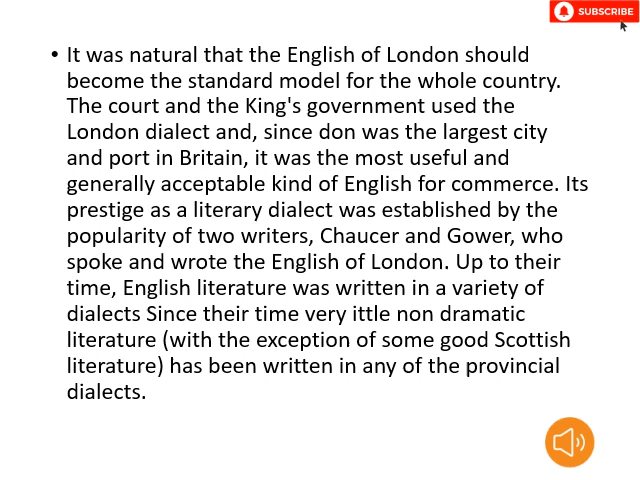 SUBSCRIBE
• It was natural that the English of London should
become the standard model for the whole country.
The court and the King's government used the
London dialect and, since don was the largest city
and port in Britain, it was the most useful and
generally acceptable kind of English for commerce. Its
prestige as a literary dialect was established by the
popularity of two writers, Chaucer and Gower, who
spoke and wrote the English of London. Up to their
time, English literature was written in a variety of
dialects Since their time very ittle non dramatic
literature (with the exception of some good Scottish
literature) has been written in any of the provincial
dialects.